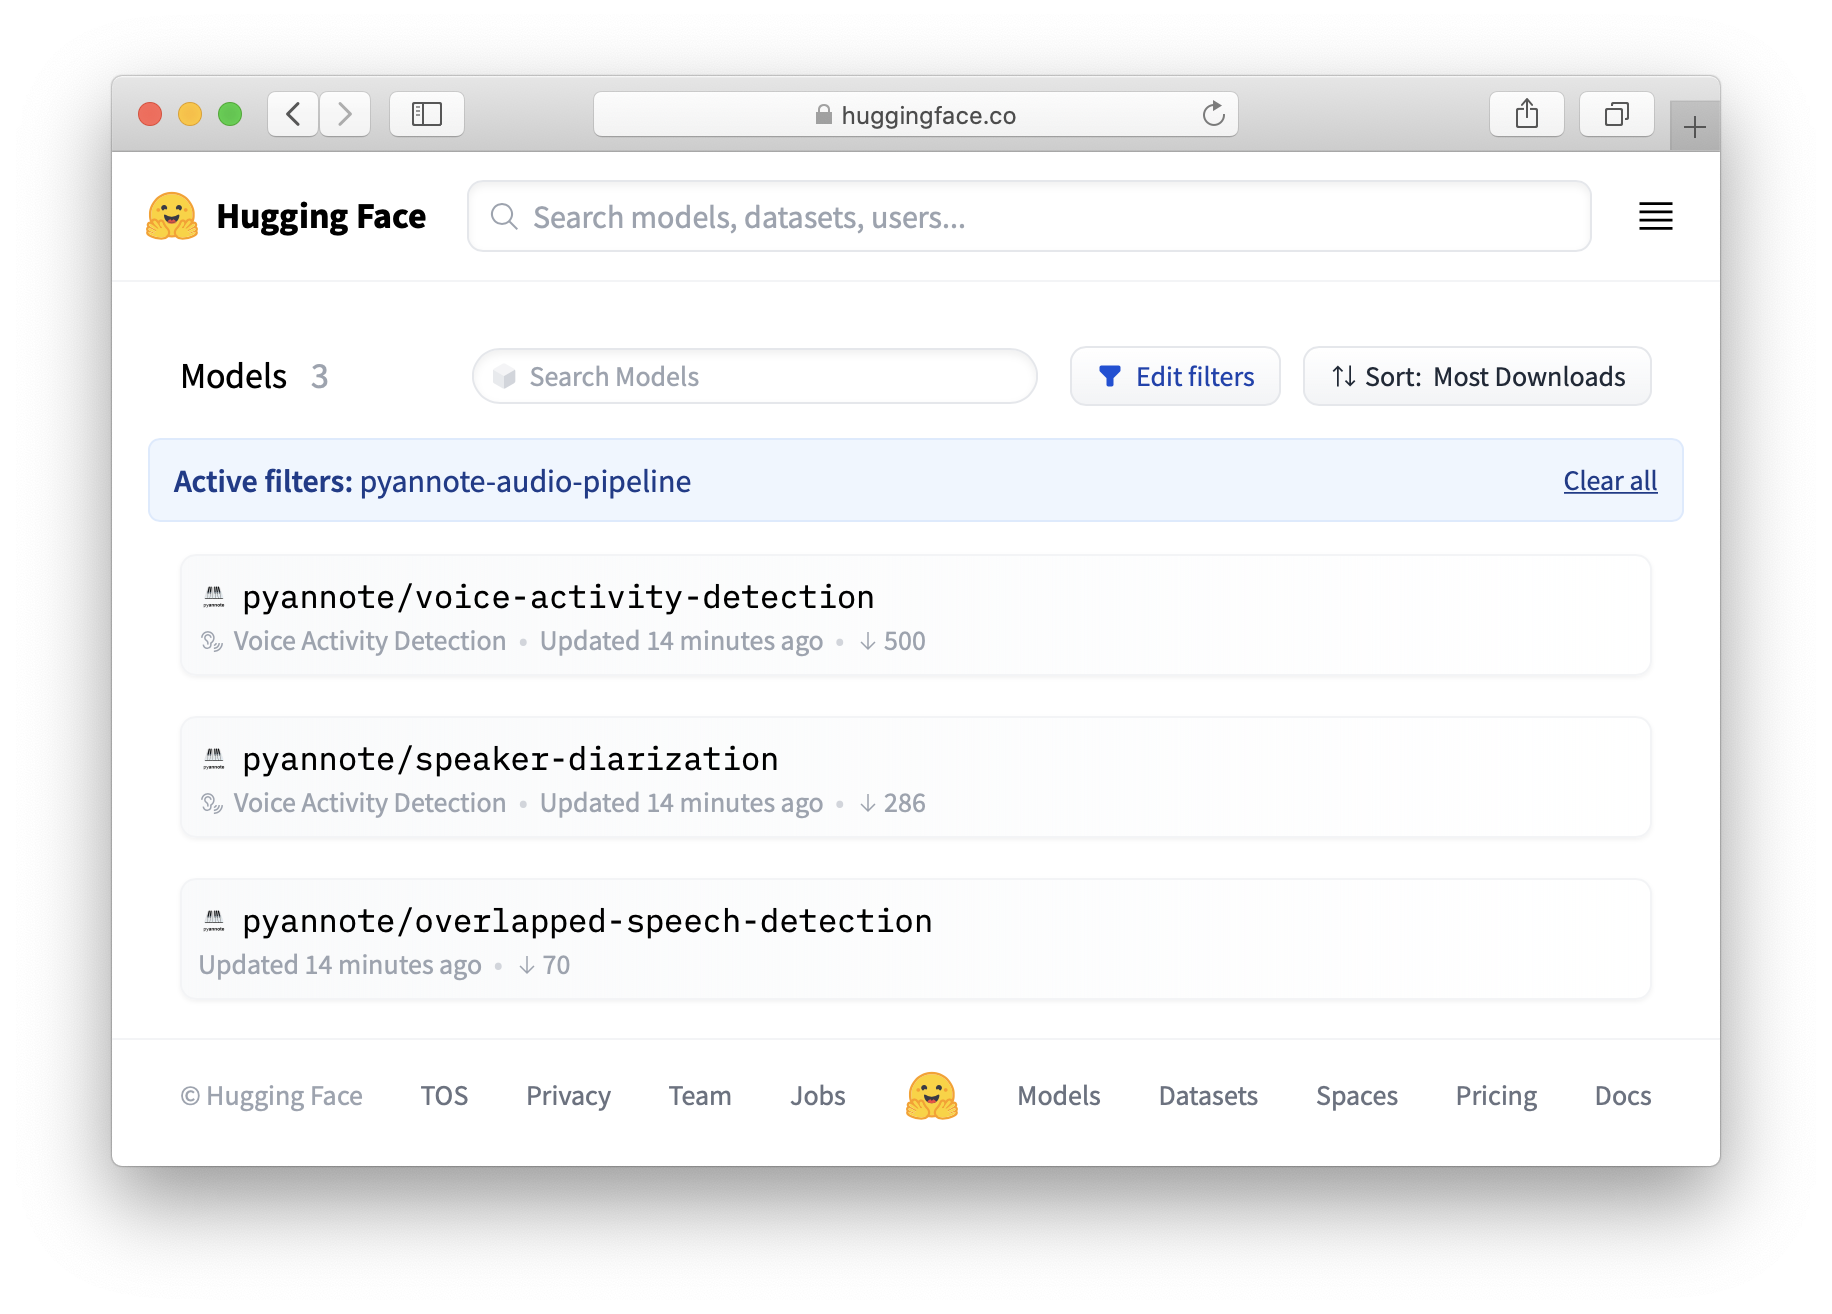 huggingface.co
Hugging Face
Search models, datasets, users...
Models 3
Search Models
Edit filters
Sort: Most Downloads
Active filters: pyannote-audio-pipeline
Clear all
pyannote/voice-activity-detection
Voice Activity Detection • Updated 14 minutes ago • ↓ 500
pyannote/speaker-diarization
Voice Activity Detection • Updated 14 minutes ago • ↓ 286
pyannote/overlapped-speech-detection
Updated 14 minutes ago • ↓ 70
© Hugging Face TOS Privacy Team Jobs Models Datasets Spaces Pricing Docs